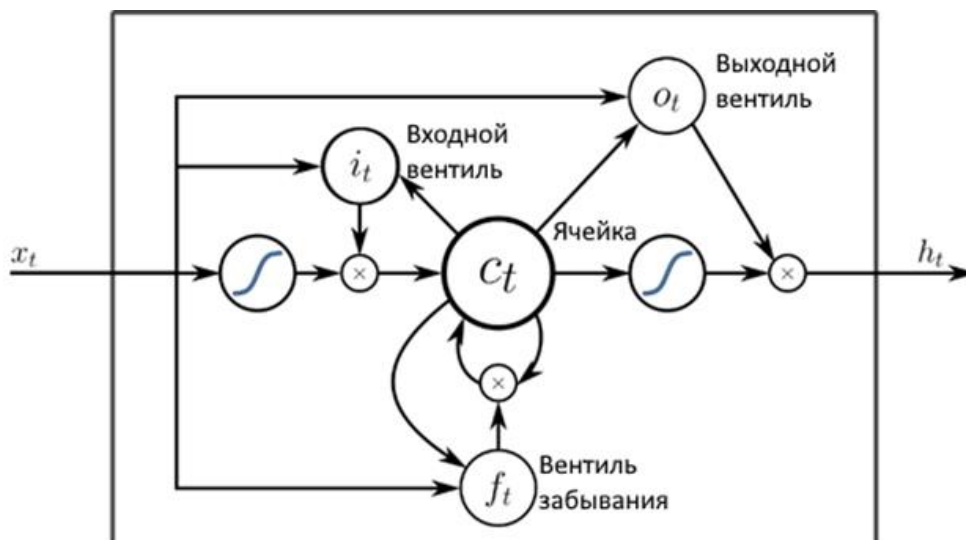 Выходной
вентиль
o_t
Входной
вентиль
i_t
Ячейка
x_t
×
c_t
×
h_t
×
Вентиль
забывания
f_t